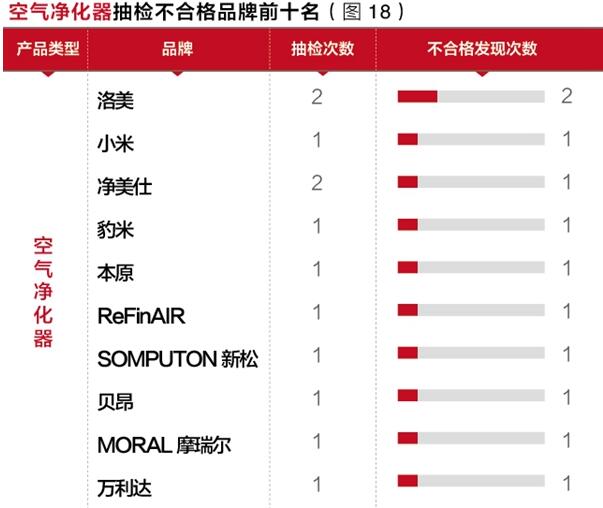 空气净化器抽检不合格品牌前十名（图 18）
产品类型 品牌 抽检次数 不合格发现次数
空气净化器
洛美 2 2
小米 1 1
净美仕 2 1
豹米 1 1
本原 1 1
ReFinAIR 1 1
SOMPUTON 新松 1 1
贝昂 1 1
MORAL 摩瑞尔 1 1
万利达 1 1